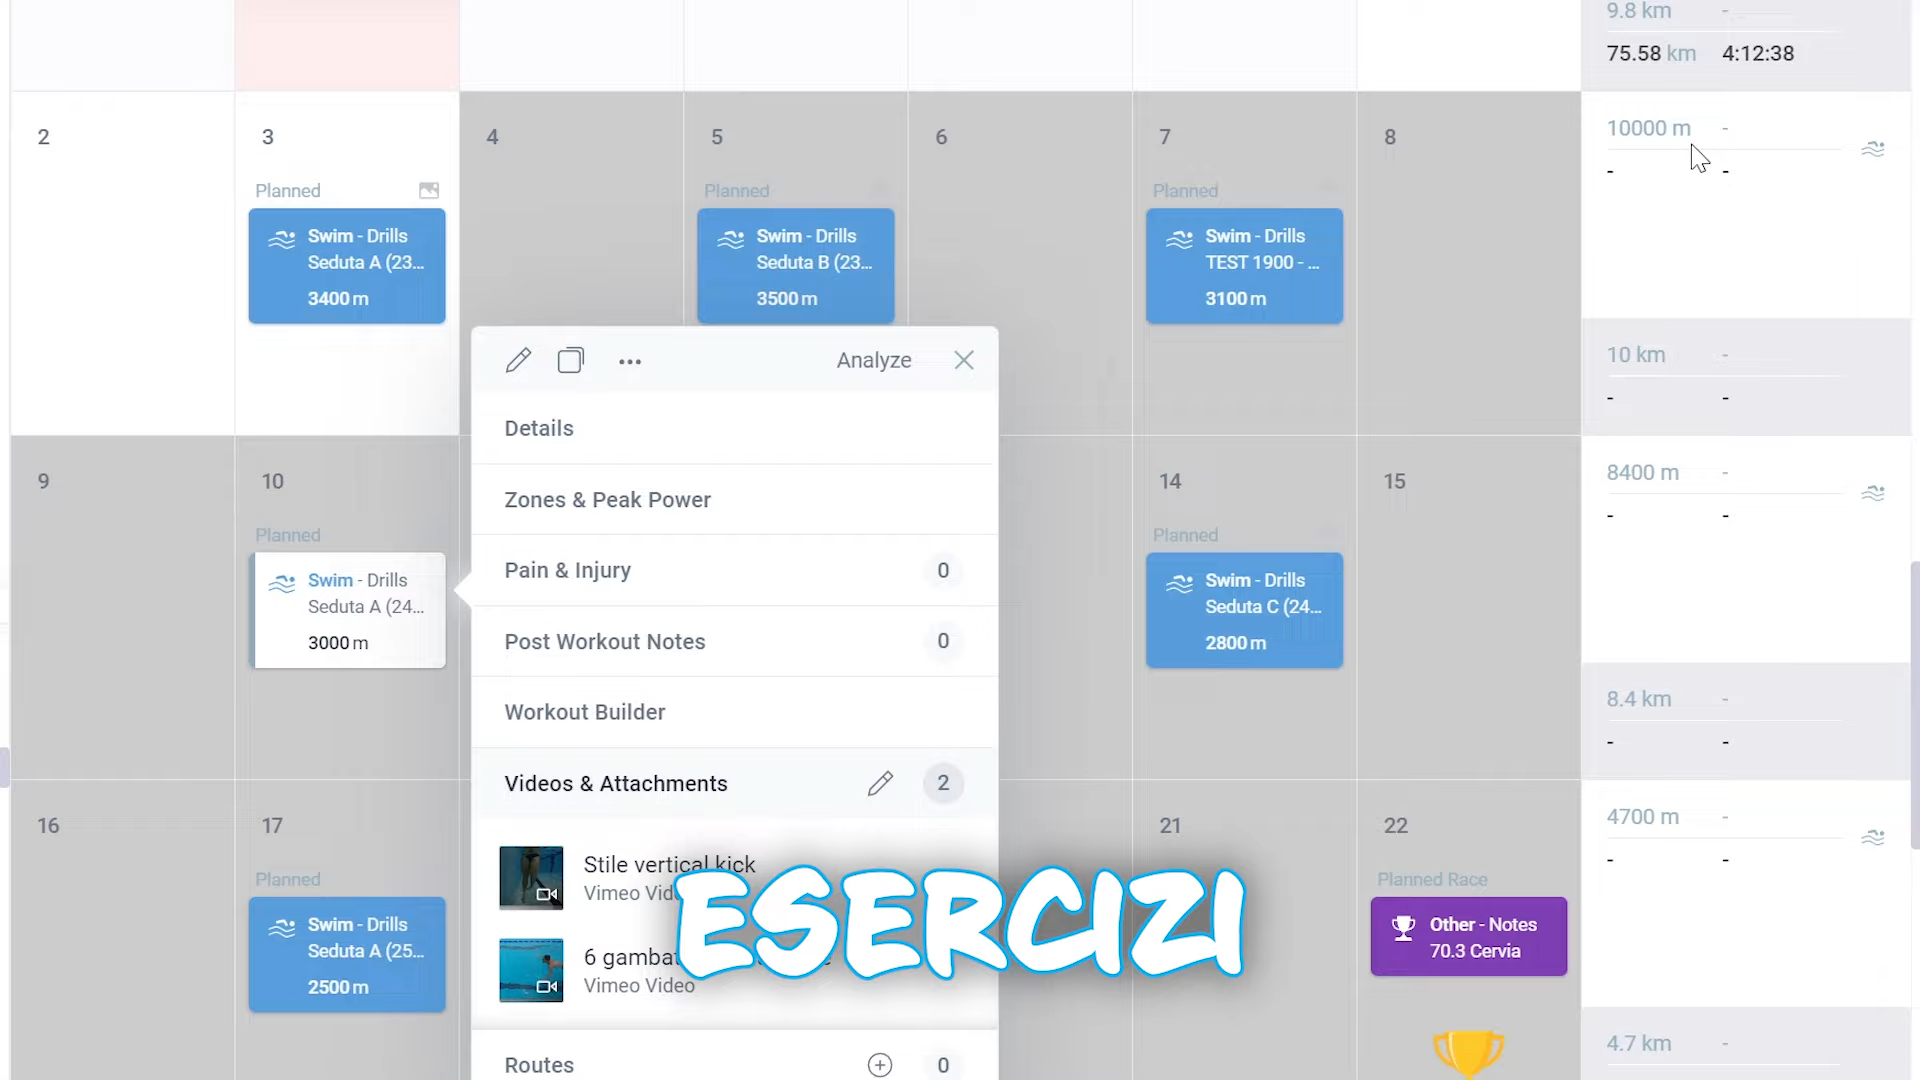 9.8 km -
75.58 km 4:12:38
2 3 4 5 6 7 8
10000 m -
- -
Planned Planned Planned
Swim - Drills
Seduta A (23...
3400 m
Swim - Drills
Seduta B (23...
3500 m
Swim - Drills
TEST 1900 - ...
3100 m
10 km -
- -
Analyze
Details
Zones & Peak Power
Pain & Injury 0
Post Workout Notes 0
Workout Builder
Videos & Attachments 2
Stile vertical kick
Vimeo
6
Vimeo Video
Routes 0
ESERCIZI
9 10 14 15
8400 m -
- -
Planned Planned
Swim - Drills
Seduta A (24...
3000 m
Swim - Drills
Seduta C (24...
2800 m
8.4 km -
- -
16 17 21 22
4700 m -
- -
Planned Planned Race
Swim - Drills
Seduta A (25...
2500 m
Other - Notes
70.3 Cervia
4.7 km -